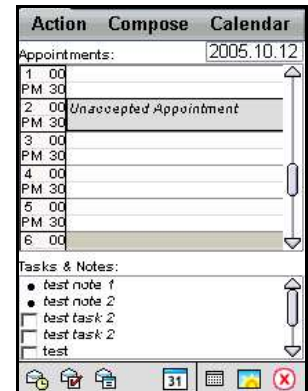 Action Compose Calendar
Appointments: 2005.10.12
1 00
PM 30
2 00 Unaccepted Appointment
PM 30
3 00
PM 30
4 00
PM 30
5 00
PM 30
6 00
Tasks & Notes:
• test note 1
• test note 2
test task 2
test task 2
test
31